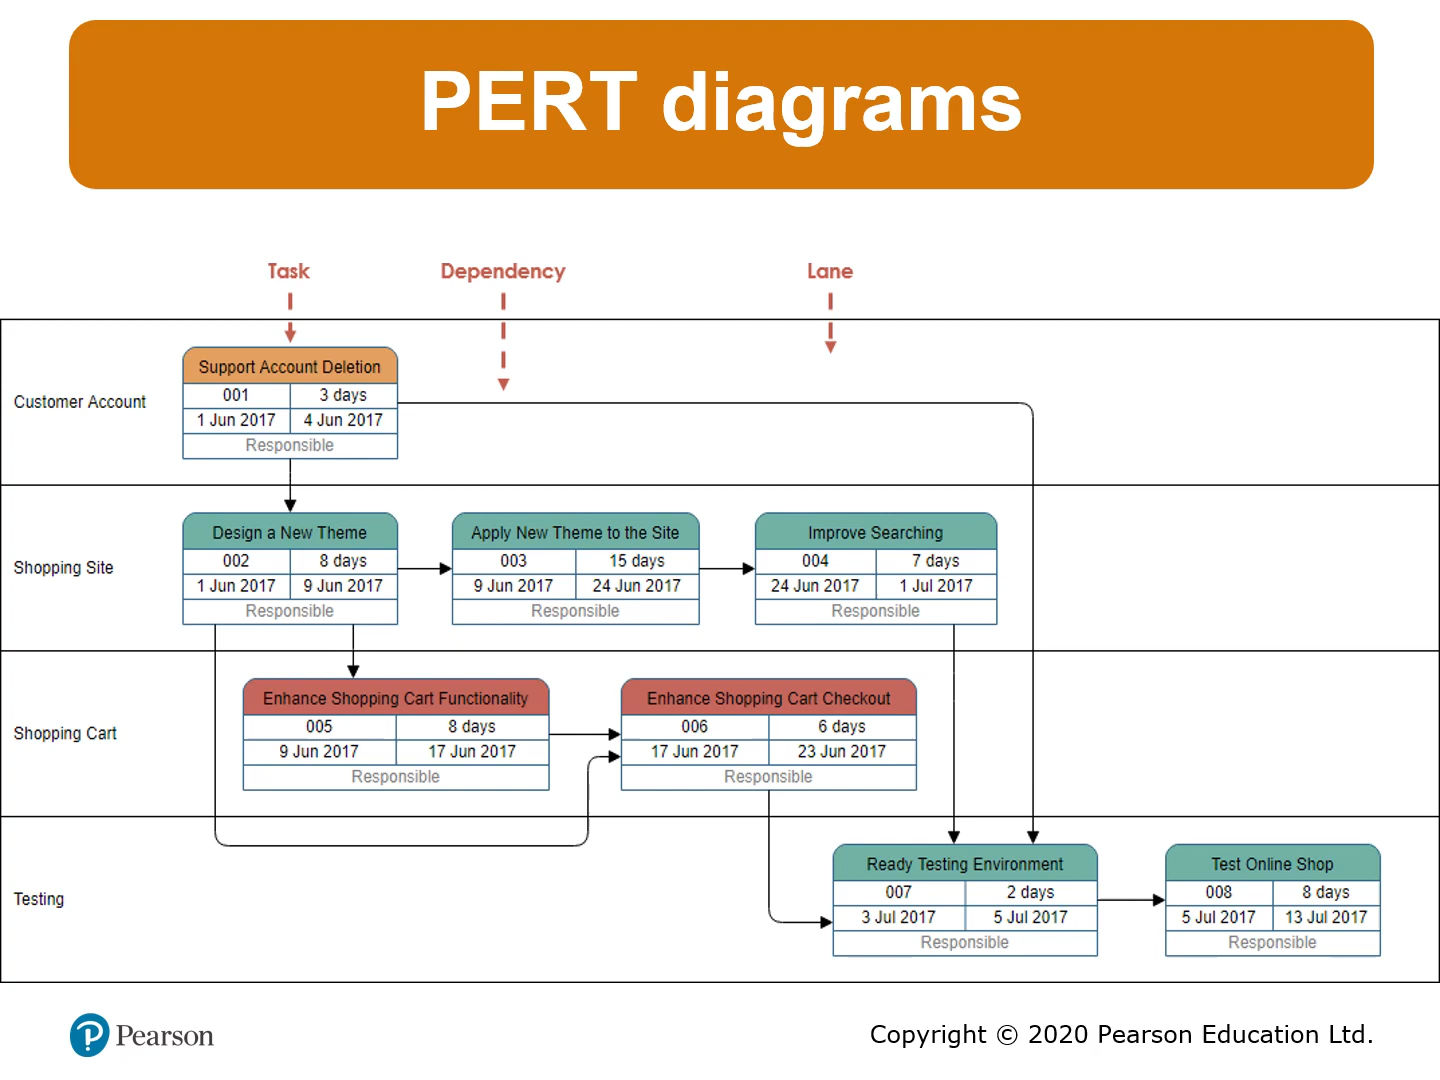 PERT diagrams
Task Dependency Lane
Customer Account
Support Account Deletion
001 3 days
1 Jun 2017 4 Jun 2017
Responsible
Shopping Site
Design a New Theme
002 8 days
1 Jun 2017 9 Jun 2017
Responsible
Apply New Theme to the Site
003 15 days
9 Jun 2017 24 Jun 2017
Responsible
Improve Searching
004 7 days
24 Jun 2017 1 Jul 2017
Responsible
Shopping Cart
Enhance Shopping Cart Functionality
005 8 days
9 Jun 2017 17 Jun 2017
Responsible
Enhance Shopping Cart Checkout
006 6 days
17 Jun 2017 23 Jun 2017
Responsible
Testing
Ready Testing Environment
007 2 days
3 Jul 2017 5 Jul 2017
Responsible
Test Online Shop
008 8 days
5 Jul 2017 13 Jul 2017
Responsible
Pearson
Copyright © 2020 Pearson Education Ltd.